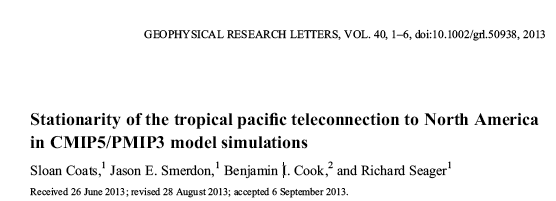 GEOPHYSICAL RESEARCH LETTERS, VOL. 40, 1–6, doi:10.1002/grl.50938, 2013
Stationarity of the tropical pacific teleconnection to North America
in CMIP5/PMIP3 model simulations
Sloan Coats,1 Jason E. Smerdon,1 Benjamin I. Cook,2 and Richard Seager1
Received 26 June 2013; revised 28 August 2013; accepted 6 September 2013.